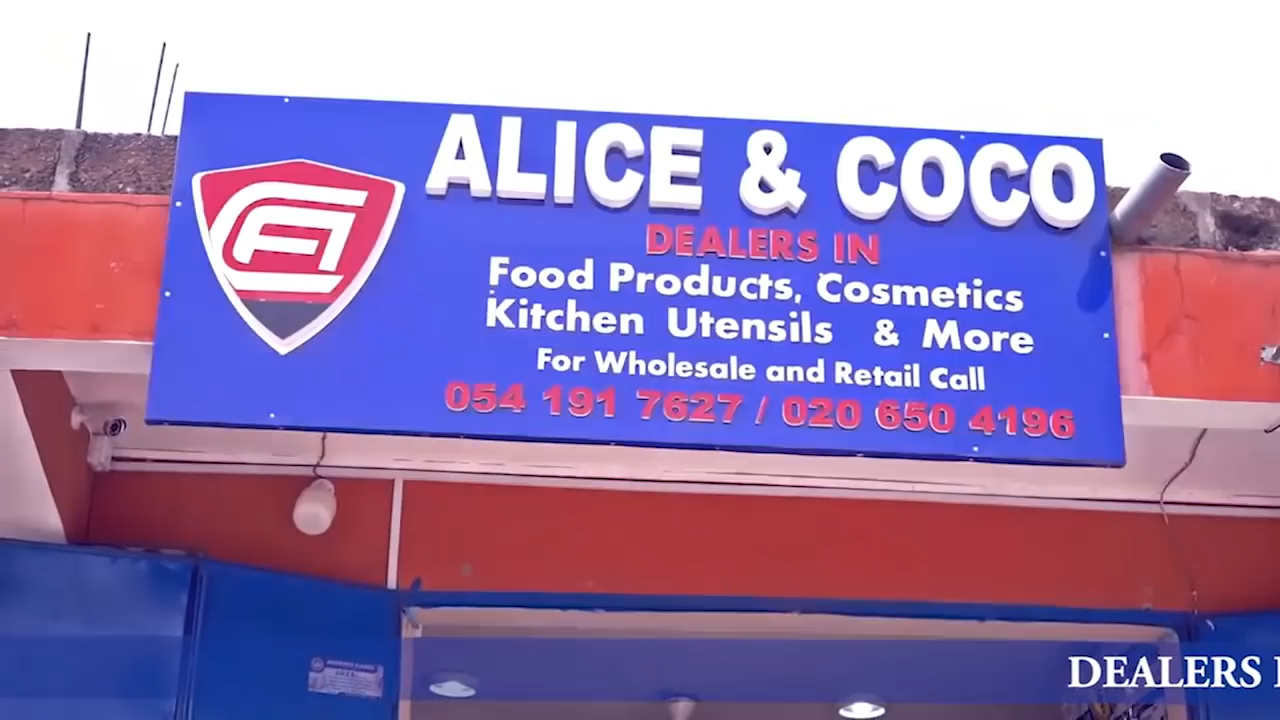 ALICE & COCO
DEALERS IN
Food Products, Cosmetics
Kitchen Utensils & More
For Wholesale and Retail Call
054 191 7627 / 020 650 4196
DEALERS